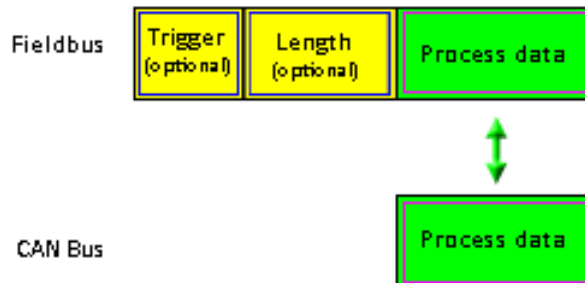 Fieldbus
Trigger
(optional)
Length
(optional)
Process data
CAN Bus
Process data